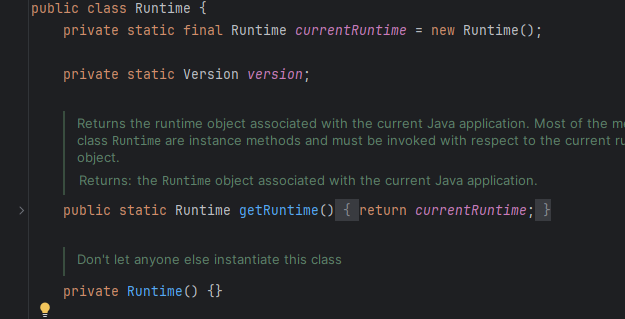 public class Runtime {
private static final Runtime currentRuntime = new Runtime();
private static Version version;
Returns the runtime object associated with the current Java application. Most of the
class Runtime are instance methods and must be invoked with respect to the current
object.
Returns: the Runtime object associated with the current Java application.
public static Runtime getRuntime() { return currentRuntime; }
Don't let anyone else instantiate this class
private Runtime() {}